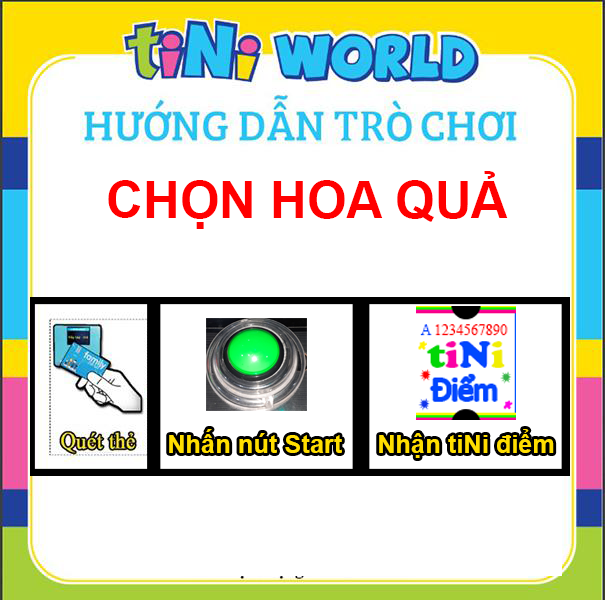 tiNi WORLD
HƯỚNG DẪN TRÒ CHƠI
CHỌN HOA QUẢ
A 1234567890
tiNi
Điểm
family
Quét thẻ
Nhấn nút Start
Nhận tiNi điểm